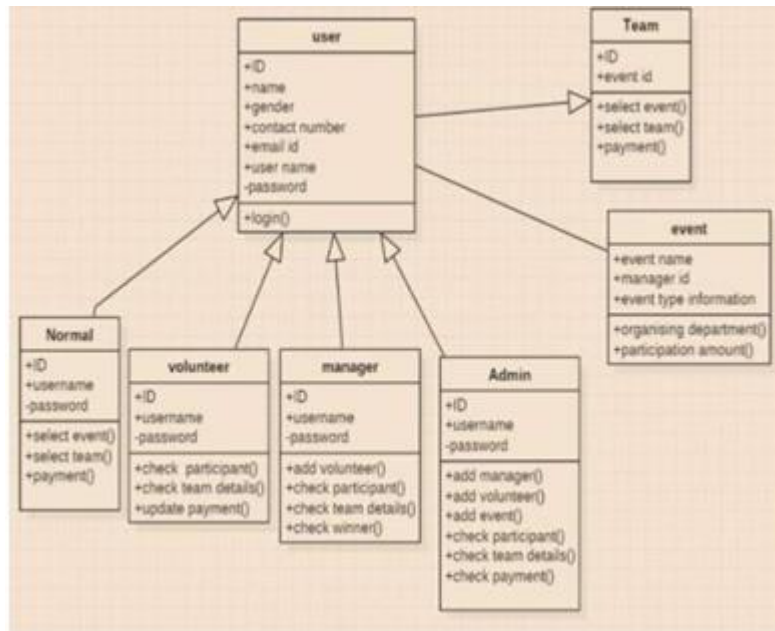 user
+ID
+name
+gender
+contact number
+email id
+user name
-password
+login()
Team
+ID
+event id
+select event()
+select team()
+payment()
event
+event name
+manager id
+event type information
+organising department()
+participation amount()
Normal
+ID
+username
-password
+select event()
+select team()
+payment()
volunteer
+ID
+username
-password
+check participant()
+check team details()
+update payment()
manager
+ID
+username
-password
+add volunteer()
+check participant()
+check team details()
+check winner()
Admin
+ID
+username
-password
+add manager()
+add volunteer()
+add event()
+check participant()
+check team details()
+check payment()